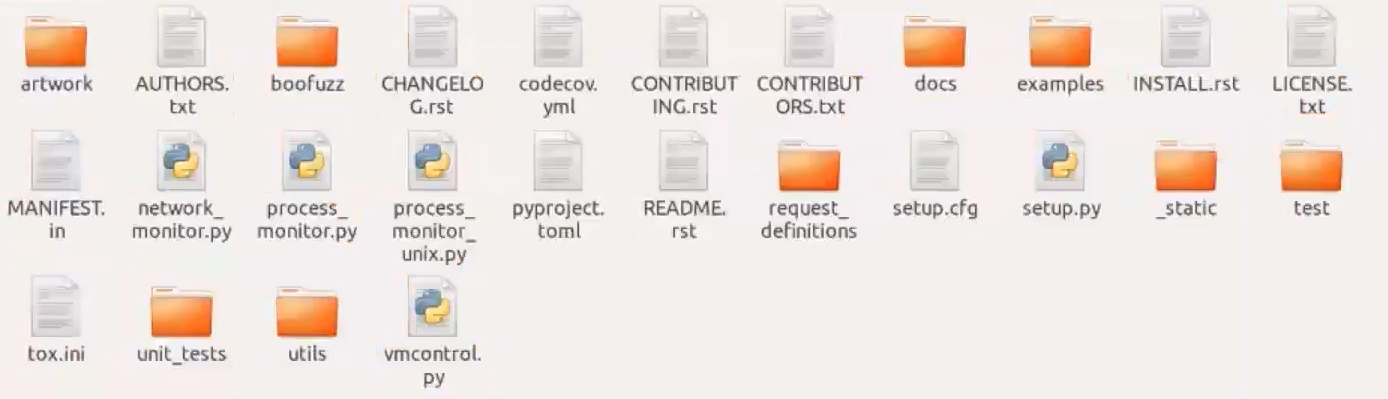 artwork
AUTHORS.
txt
boofuzz
CHANGELO
G.rst
codecov.
yml
CONTRIBUT
ING.rst
CONTRIBUT
ORS.txt
docs
examples
INSTALL.rst
LICENSE.
txt
MANIFEST.
in
network_
monitor.py
process_
monitor.py
process_
monitor_
unix.py
pyproject.
toml
README.
rst
request_
definitions
setup.cfg
setup.py
_static
test
tox.ini
unit_tests
utils
vmcontrol.
py